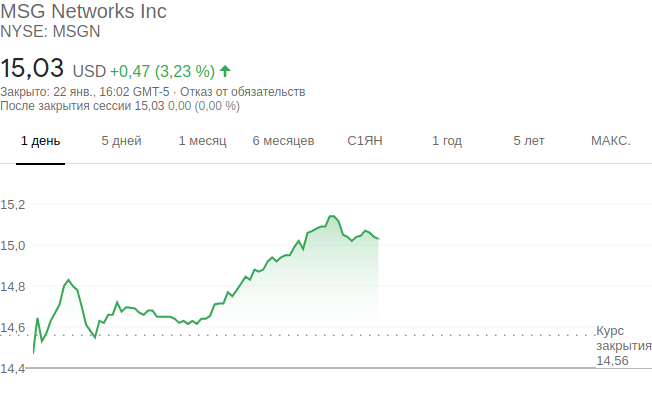 MSG Networks Inc
NYSE: MSGN
15,03 USD +0,47 (3,23 %)
Закрыто: 22 янв., 16:02 GMT-5 · Отказ от обязательств
После закрытия сессии 15,03 0,00 (0,00 %)
1 день 5 дней 1 месяц 6 месяцев С1ЯН 1 год 5 лет МАКС.
15,2
15,0
14,8
14,6
14,4
Курс
закрытия
14,56